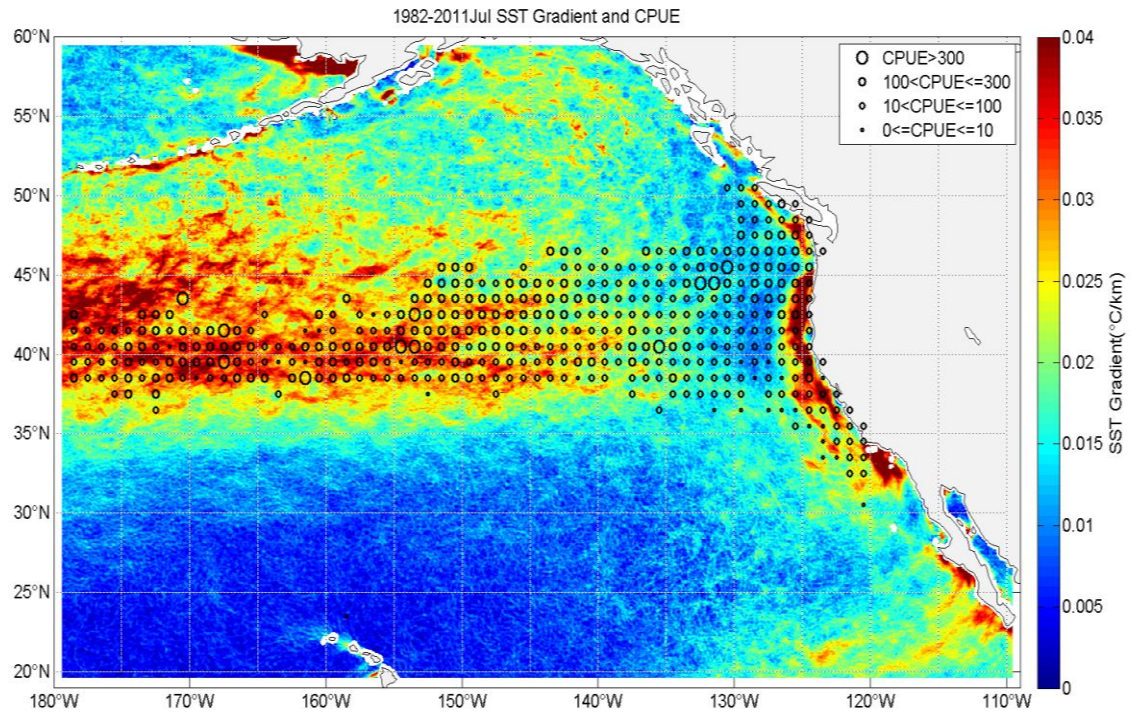 1982-2011Jul SST Gradient and CPUE
60°N
55°N
50°N
45°N
40°N
35°N
30°N
25°N
20°N
180°W
170°W
160°W
150°W
140°W
130°W
120°W
110°W
CPUE>300
100<CPUE<=300
10<CPUE<=100
0<=CPUE<=10
0.04
0.035
0.03
0.025
0.02
0.015
0.01
0.005
0
SST Gradient(°C/km)